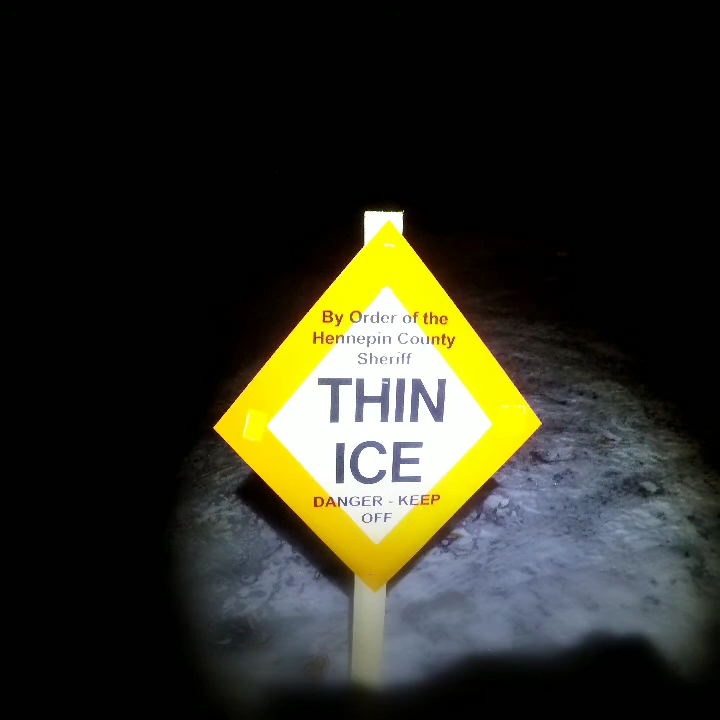 By Order of the
Hennepin County
Sheriff
THIN
ICE
DANGER - KEEP
OFF